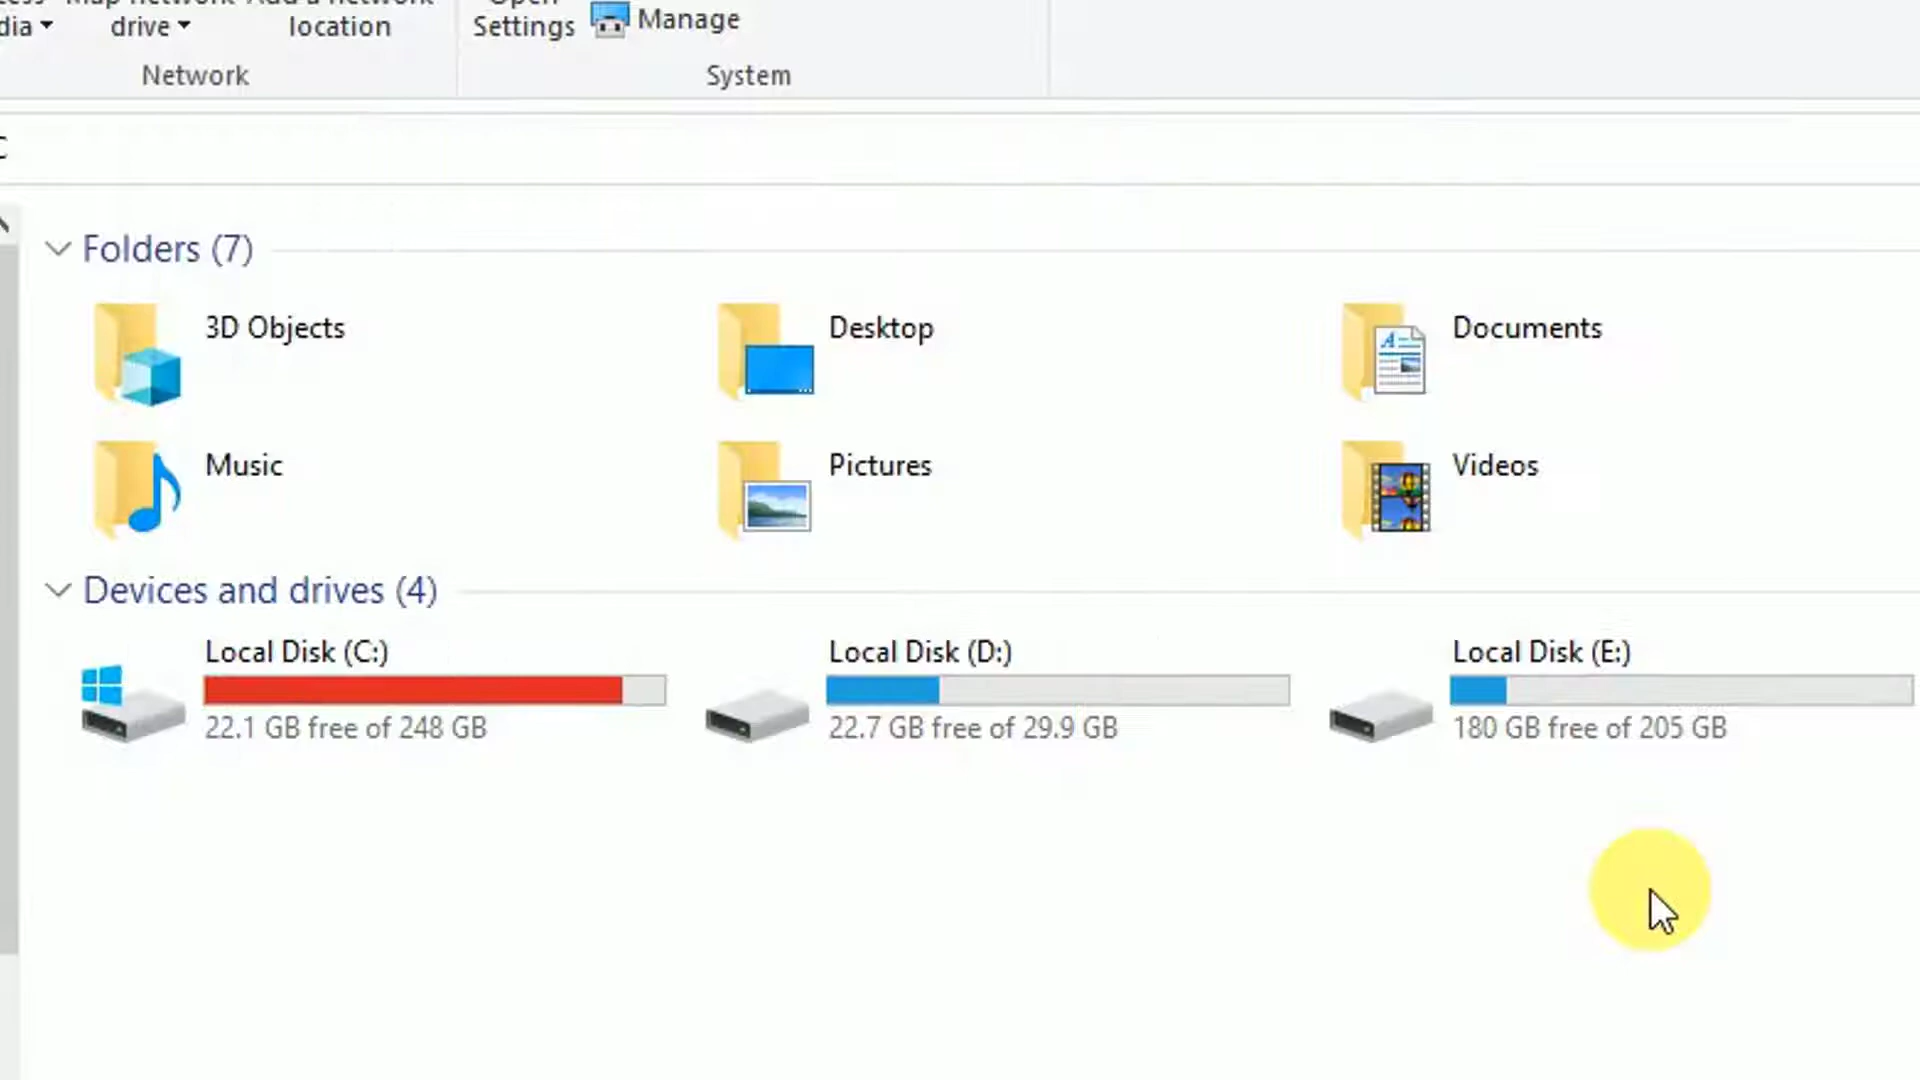 dia
drive
location
Open
Settings
Manage
Network
System
Folders (7)
3D Objects
Desktop
Documents
Music
Pictures
Videos
Devices and drives (4)
Local Disk (C:)
22.1 GB free of 248 GB
Local Disk (D:)
22.7 GB free of 29.9 GB
Local Disk (E:)
180 GB free of 205 GB